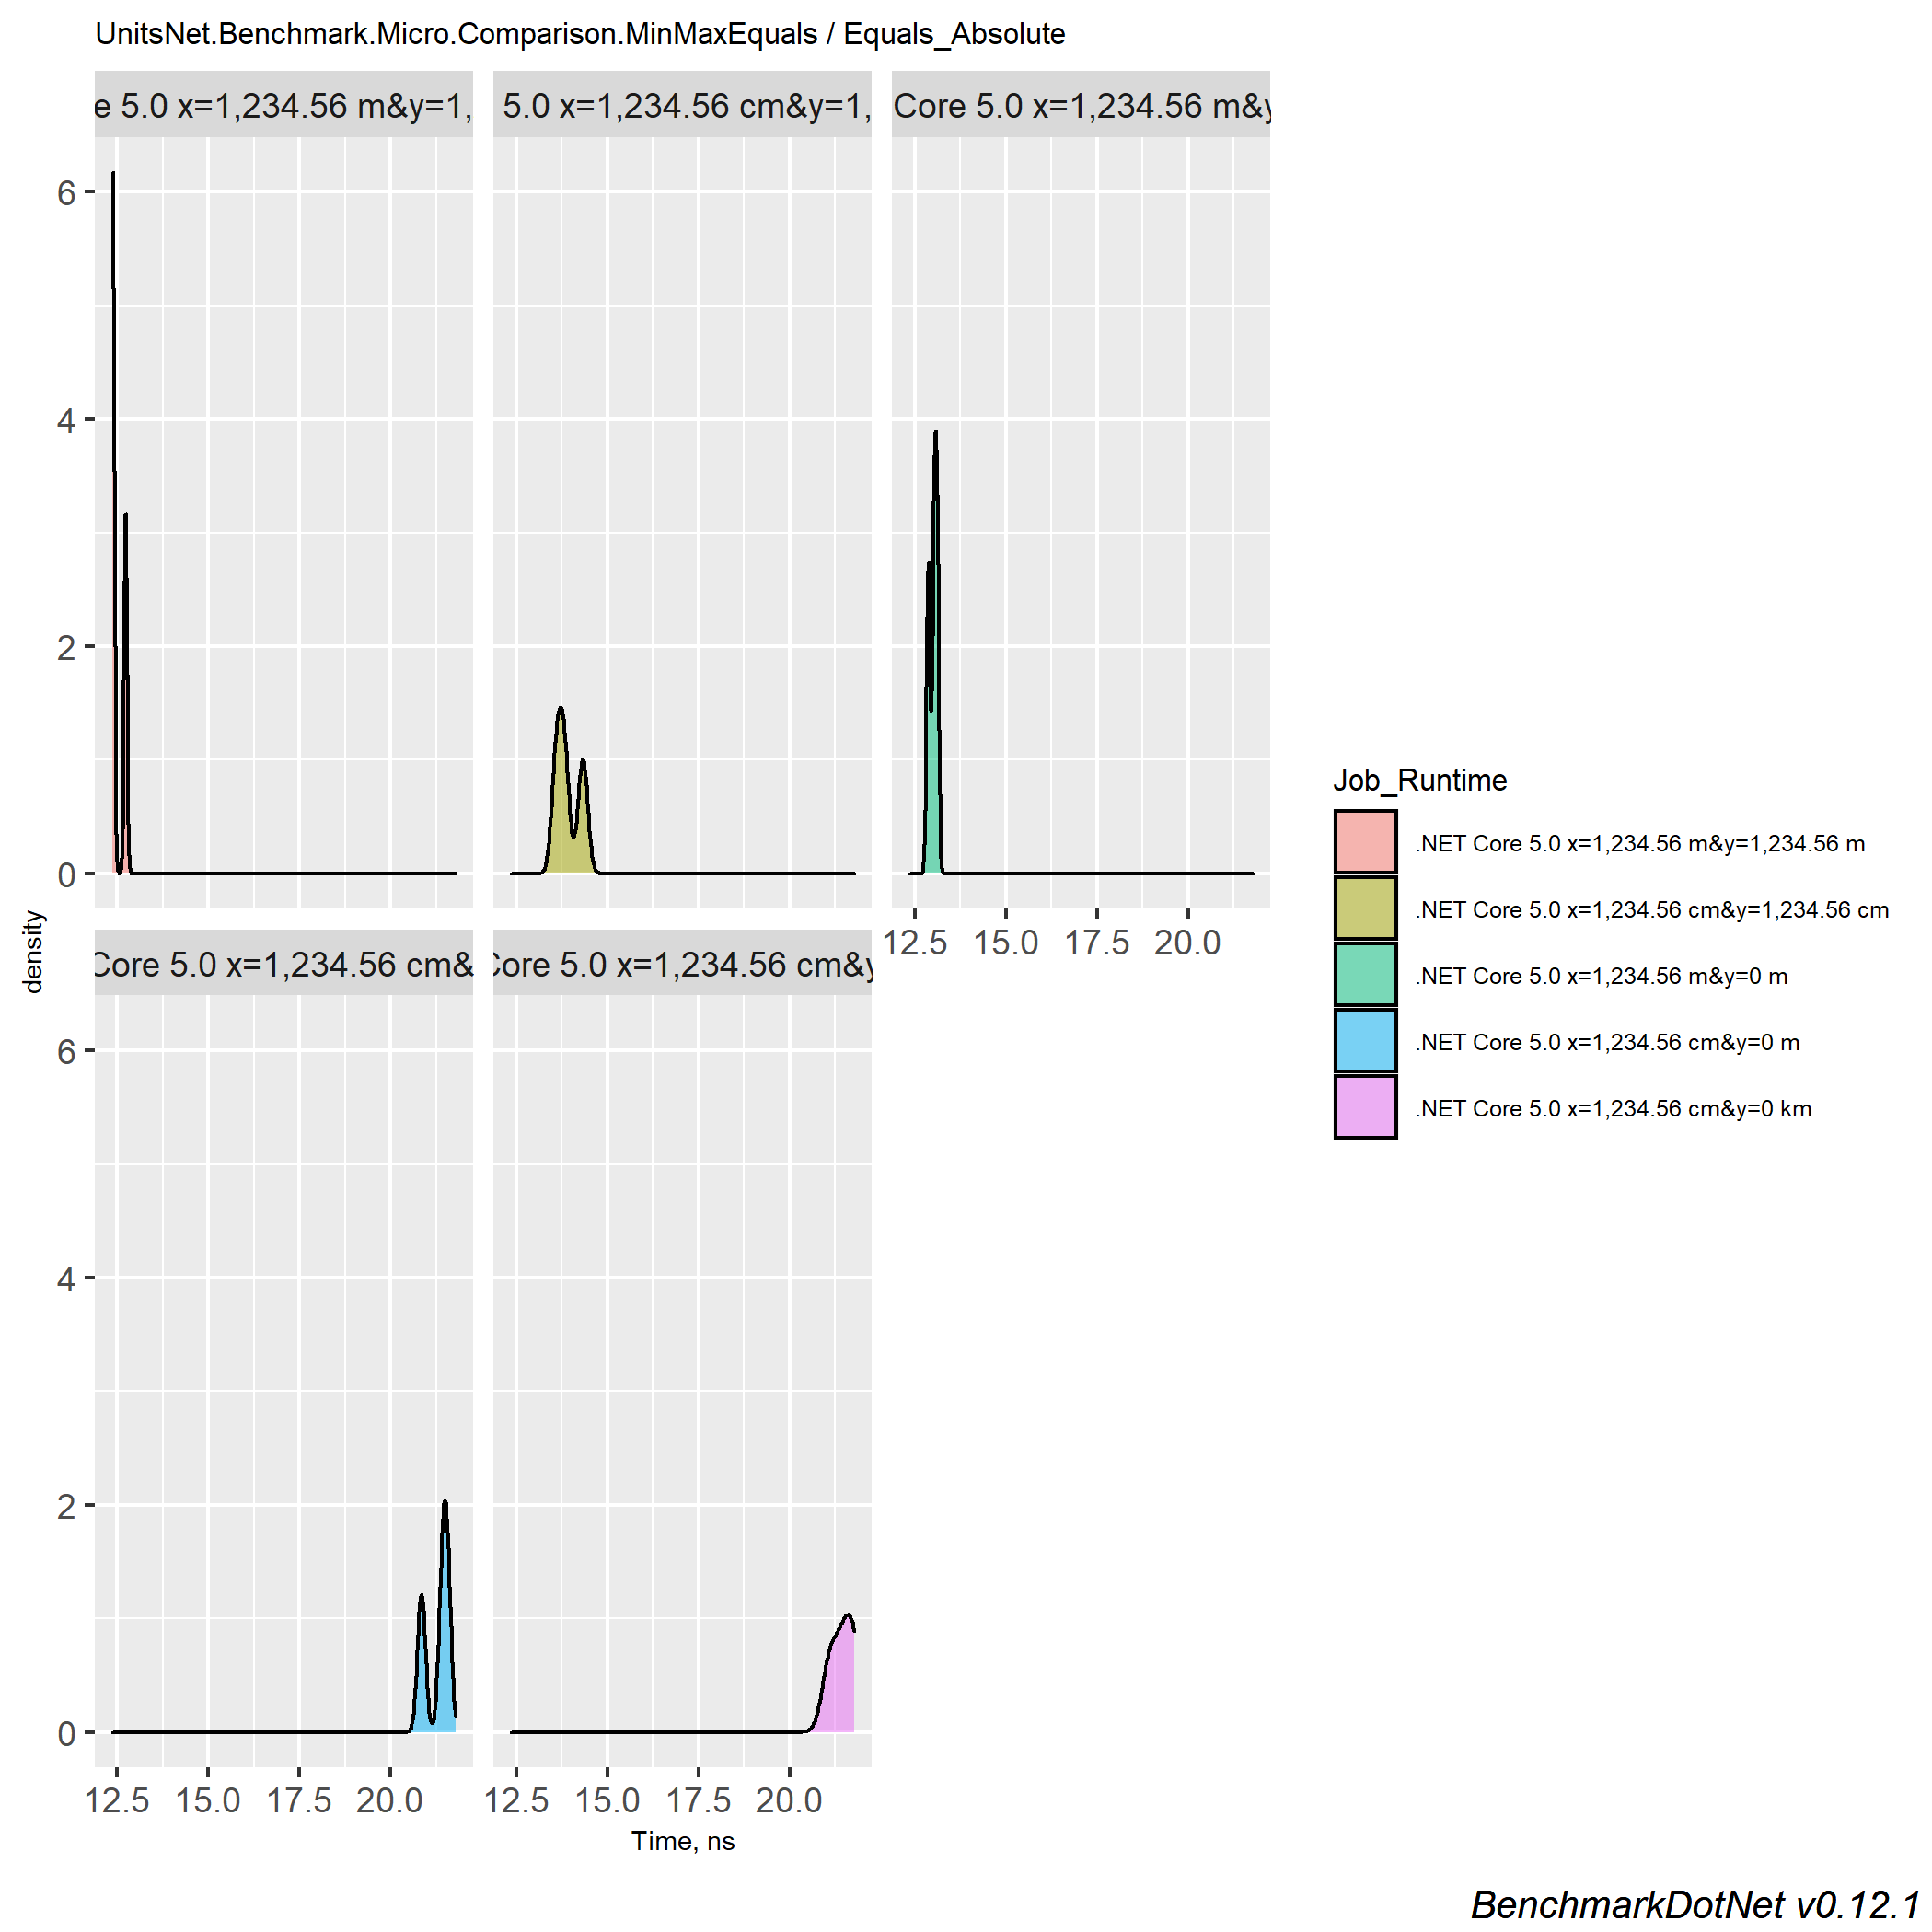 UnitsNet.Benchmark.Micro.Comparison.MinMaxEquals / Equals_Absolute
e 5.0 x=1,234.56 m&y=1,
5.0 x=1,234.56 cm&y=1,
Core 5.0 x=1,234.56 m&y
6
4
2
0
12.5 15.0 17.5 20.0
density
Core 5.0 x=1,234.56 cm&
Core 5.0 x=1,234.56 cm&y
6
4
2
0
12.5 15.0 17.5 20.0
12.5 15.0 17.5 20.0
Time, ns
Job_Runtime
.NET Core 5.0 x=1,234.56 m&y=1,234.56 m
.NET Core 5.0 x=1,234.56 cm&y=1,234.56 cm
.NET Core 5.0 x=1,234.56 m&y=0 m
.NET Core 5.0 x=1,234.56 cm&y=0 m
.NET Core 5.0 x=1,234.56 cm&y=0 km
BenchmarkDotNet v0.12.1